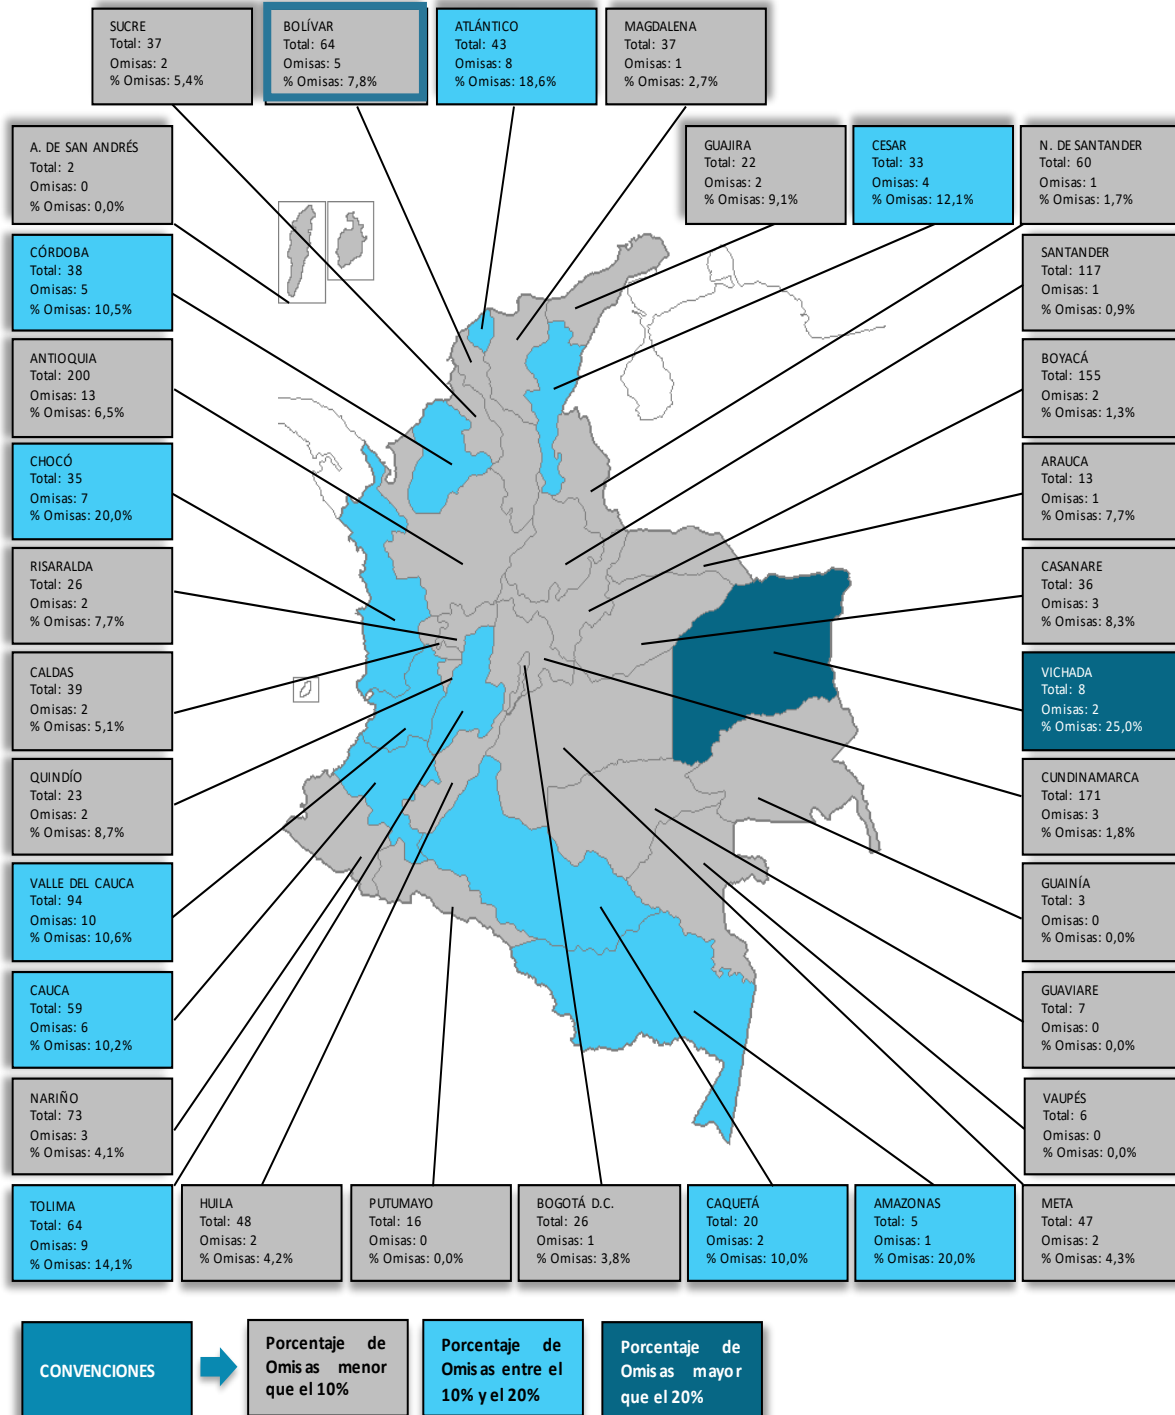 SUCRE
Total: 37
Omisas: 2
% Omisas: 5,4%
BOLÍVAR
Total: 64
Omisas: 5
% Omisas: 7,8%
ATLÁNTICO
Total: 43
Omisas: 8
% Omisas: 18,6%
MAGDALENA
Total: 37
Omisas: 1
% Omisas: 2,7%
A. DE SAN ANDRÉS
Total: 2
Omisas: 0
% Omisas: 0,0%
GUAJIRA
Total: 22
Omisas: 2
% Omisas: 9,1%
CESAR
Total: 33
Omisas: 4
% Omisas: 12,1%
N. DE SANTANDER
Total: 60
Omisas: 1
% Omisas: 1,7%
CÓRDOBA
Total: 38
Omisas: 5
% Omisas: 10,5%
SANTANDER
Total: 117
Omisas: 1
% Omisas: 0,9%
ANTIOQUIA
Total: 200
Omisas: 13
% Omisas: 6,5%
BOYACÁ
Total: 155
Omisas: 2
% Omisas: 1,3%
CHOCÓ
Total: 35
Omisas: 7
% Omisas: 20,0%
ARAUCA
Total: 13
Omisas: 1
% Omisas: 7,7%
RISARALDA
Total: 26
Omisas: 2
% Omisas: 7,7%
CASANARE
Total: 36
Omisas: 3
% Omisas: 8,3%
CALDAS
Total: 39
Omisas: 2
% Omisas: 5,1%
VICHADA
Total: 8
Omisas: 2
% Omisas: 25,0%
QUINDÍO
Total: 23
Omisas: 2
% Omisas: 8,7%
CUNDINAMARCA
Total: 171
Omisas: 3
% Omisas: 1,8%
VALLE DEL CAUCA
Total: 94
Omisas: 10
% Omisas: 10,6%
GUAINÍA
Total: 3
Omisas: 0
% Omisas: 0,0%
CAUCA
Total: 59
Omisas: 6
% Omisas: 10,2%
GUAVIARE
Total: 7
Omisas: 0
% Omisas: 0,0%
NARIÑO
Total: 73
Omisas: 3
% Omisas: 4,1%
VAUPÉS
Total: 6
Omisas: 0
% Omisas: 0,0%
TOLIMA
Total: 64
Omisas: 9
% Omisas: 14,1%
HUILA
Total: 48
Omisas: 2
% Omisas: 4,2%
PUTUMAYO
Total: 16
Omisas: 0
% Omisas: 0,0%
BOGOTÁ D.C.
Total: 26
Omisas: 1
% Omisas: 3,8%
CAQUETÁ
Total: 20
Omisas: 2
% Omisas: 10,0%
AMAZONAS
Total: 5
Omisas: 1
% Omisas: 20,0%
META
Total: 47
Omisas: 2
% Omisas: 4,3%
CONVENCIONES
Porcentaje de
Omisas menor
que el 10%
Porcentaje de
Omisas entre el
10% y el 20%
Porcentaje de
Omisas mayor
que el 20%